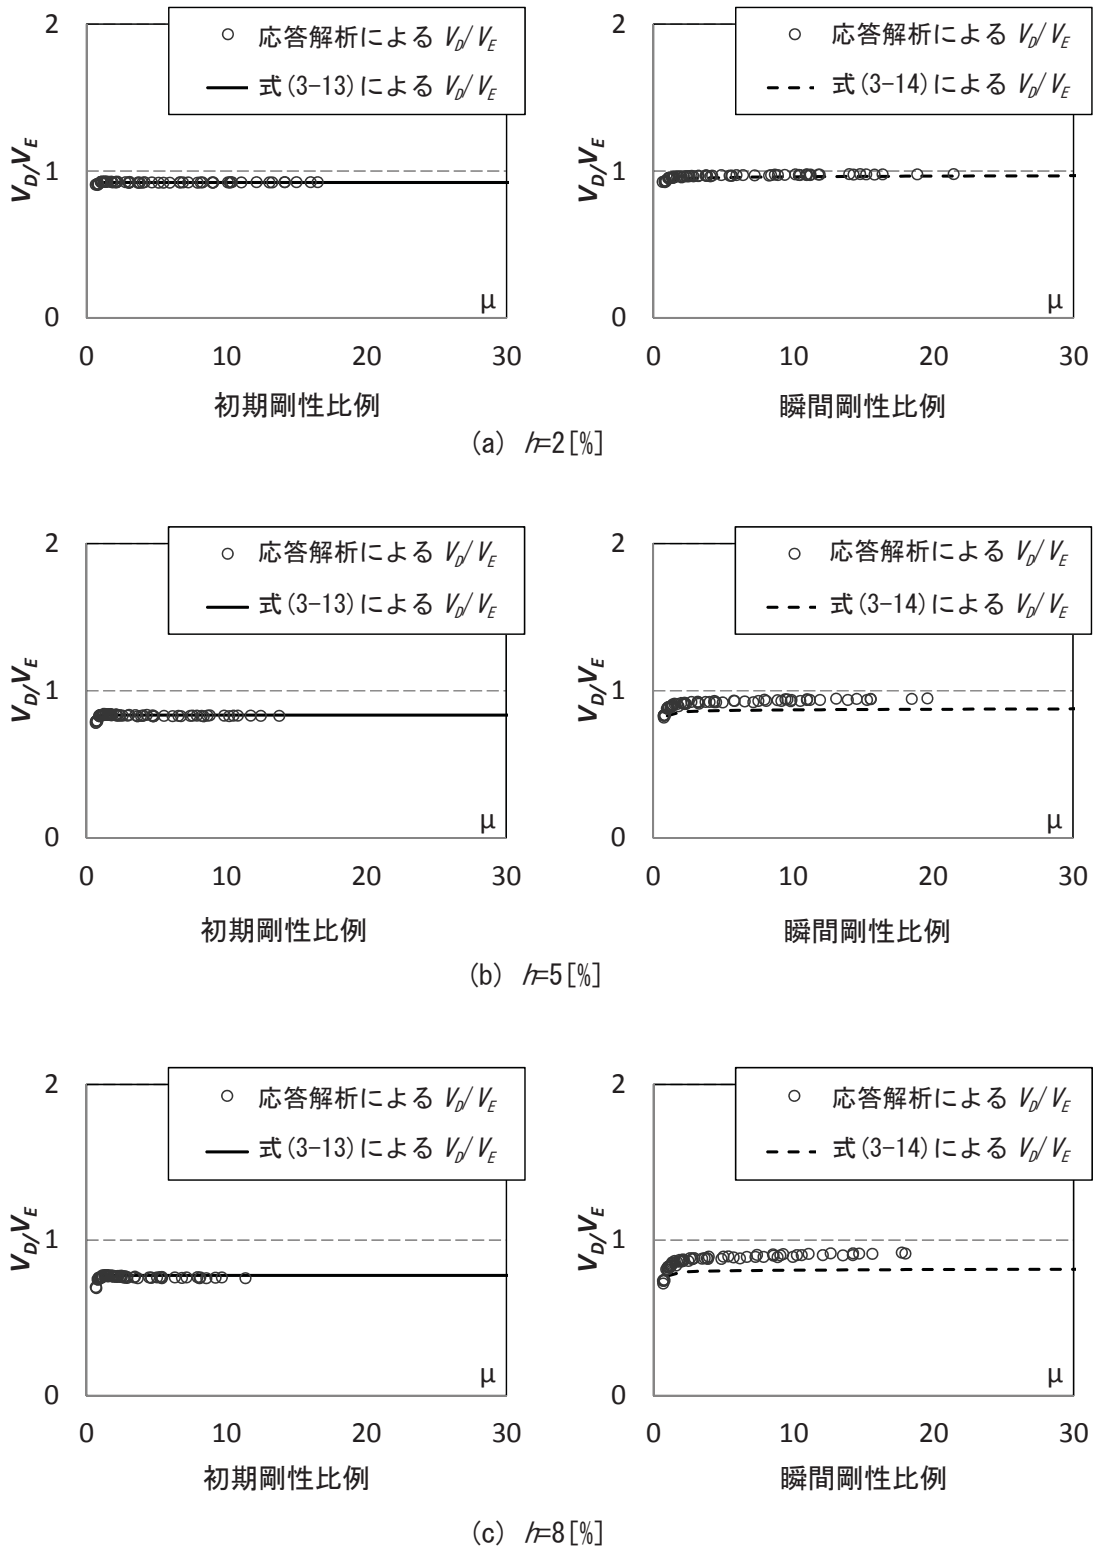 2
応答解析による V_D/V_E
式(3-13)による V_D/V_E
V_D/V_E
1
μ
0
0 10 20 30
初期剛性比例
2
応答解析による V_D/V_E
式(3-14)による V_D/V_E
V_D/V_E
1
μ
0
0 10 20 30
瞬間剛性比例
(a) h=2[%]
2
応答解析による V_D/V_E
式(3-13)による V_D/V_E
V_D/V_E
1
μ
0
0 10 20 30
初期剛性比例
2
応答解析による V_D/V_E
式(3-14)による V_D/V_E
V_D/V_E
1
μ
0
0 10 20 30
瞬間剛性比例
(b) h=5[%]
2
応答解析による V_D/V_E
式(3-13)による V_D/V_E
V_D/V_E
1
μ
0
0 10 20 30
初期剛性比例
2
応答解析による V_D/V_E
式(3-14)による V_D/V_E
V_D/V_E
1
μ
0
0 10 20 30
瞬間剛性比例
(c) h=8[%]